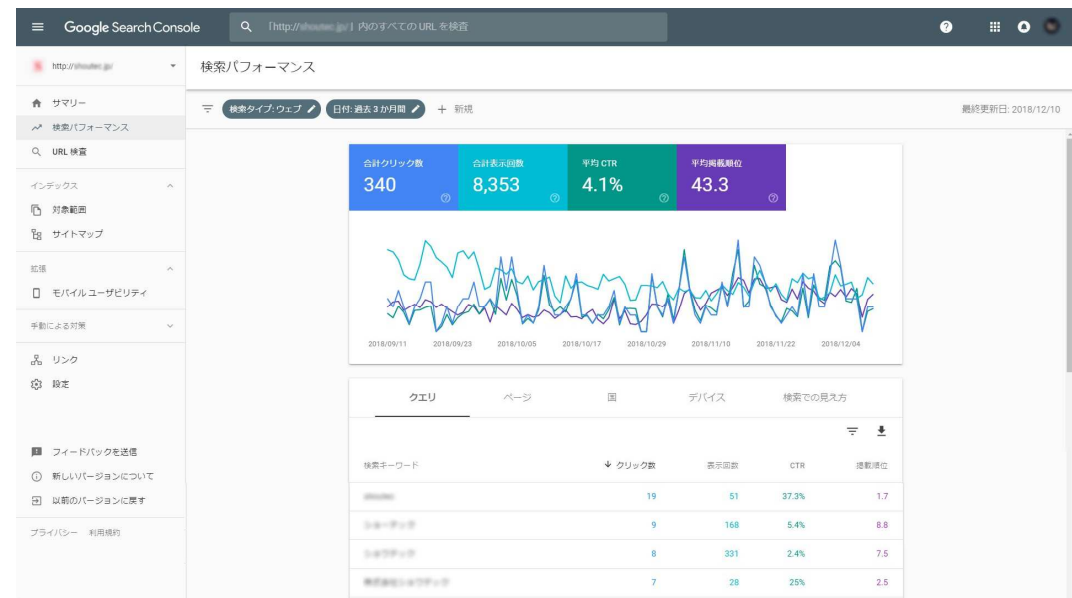 Google Search Console
「http:// 」内のすべての URL を検査
http://
検索パフォーマンス
サマリー
検索パフォーマンス
URL 検査
インデックス
対象範囲
サイトマップ
拡張
モバイル ユーザビリティ
手動による対策
リンク
設定
フィードバックを送信
新しいバージョンについて
以前のバージョンに戻す
プライバシー 利用規約
検索タイプ: ウェブ 日付: 過去 3 か月間 + 新規
最終更新日: 2018/12/10
合計クリック数 合計表示回数 平均 CTR 平均掲載順位
340 8,353 4.1% 43.3
2018/09/11 2018/09/23 2018/10/05 2018/10/17 2018/10/29 2018/11/10 2018/11/22 2018/12/04
クエリ ページ 国 デバイス 検索での見え方
検索キーワード クリック数 表示回数 CTR 掲載順位
19 51 37.3% 1.7
9 168 5.4% 8.8
8 331 2.4% 7.5
7 28 25% 2.5